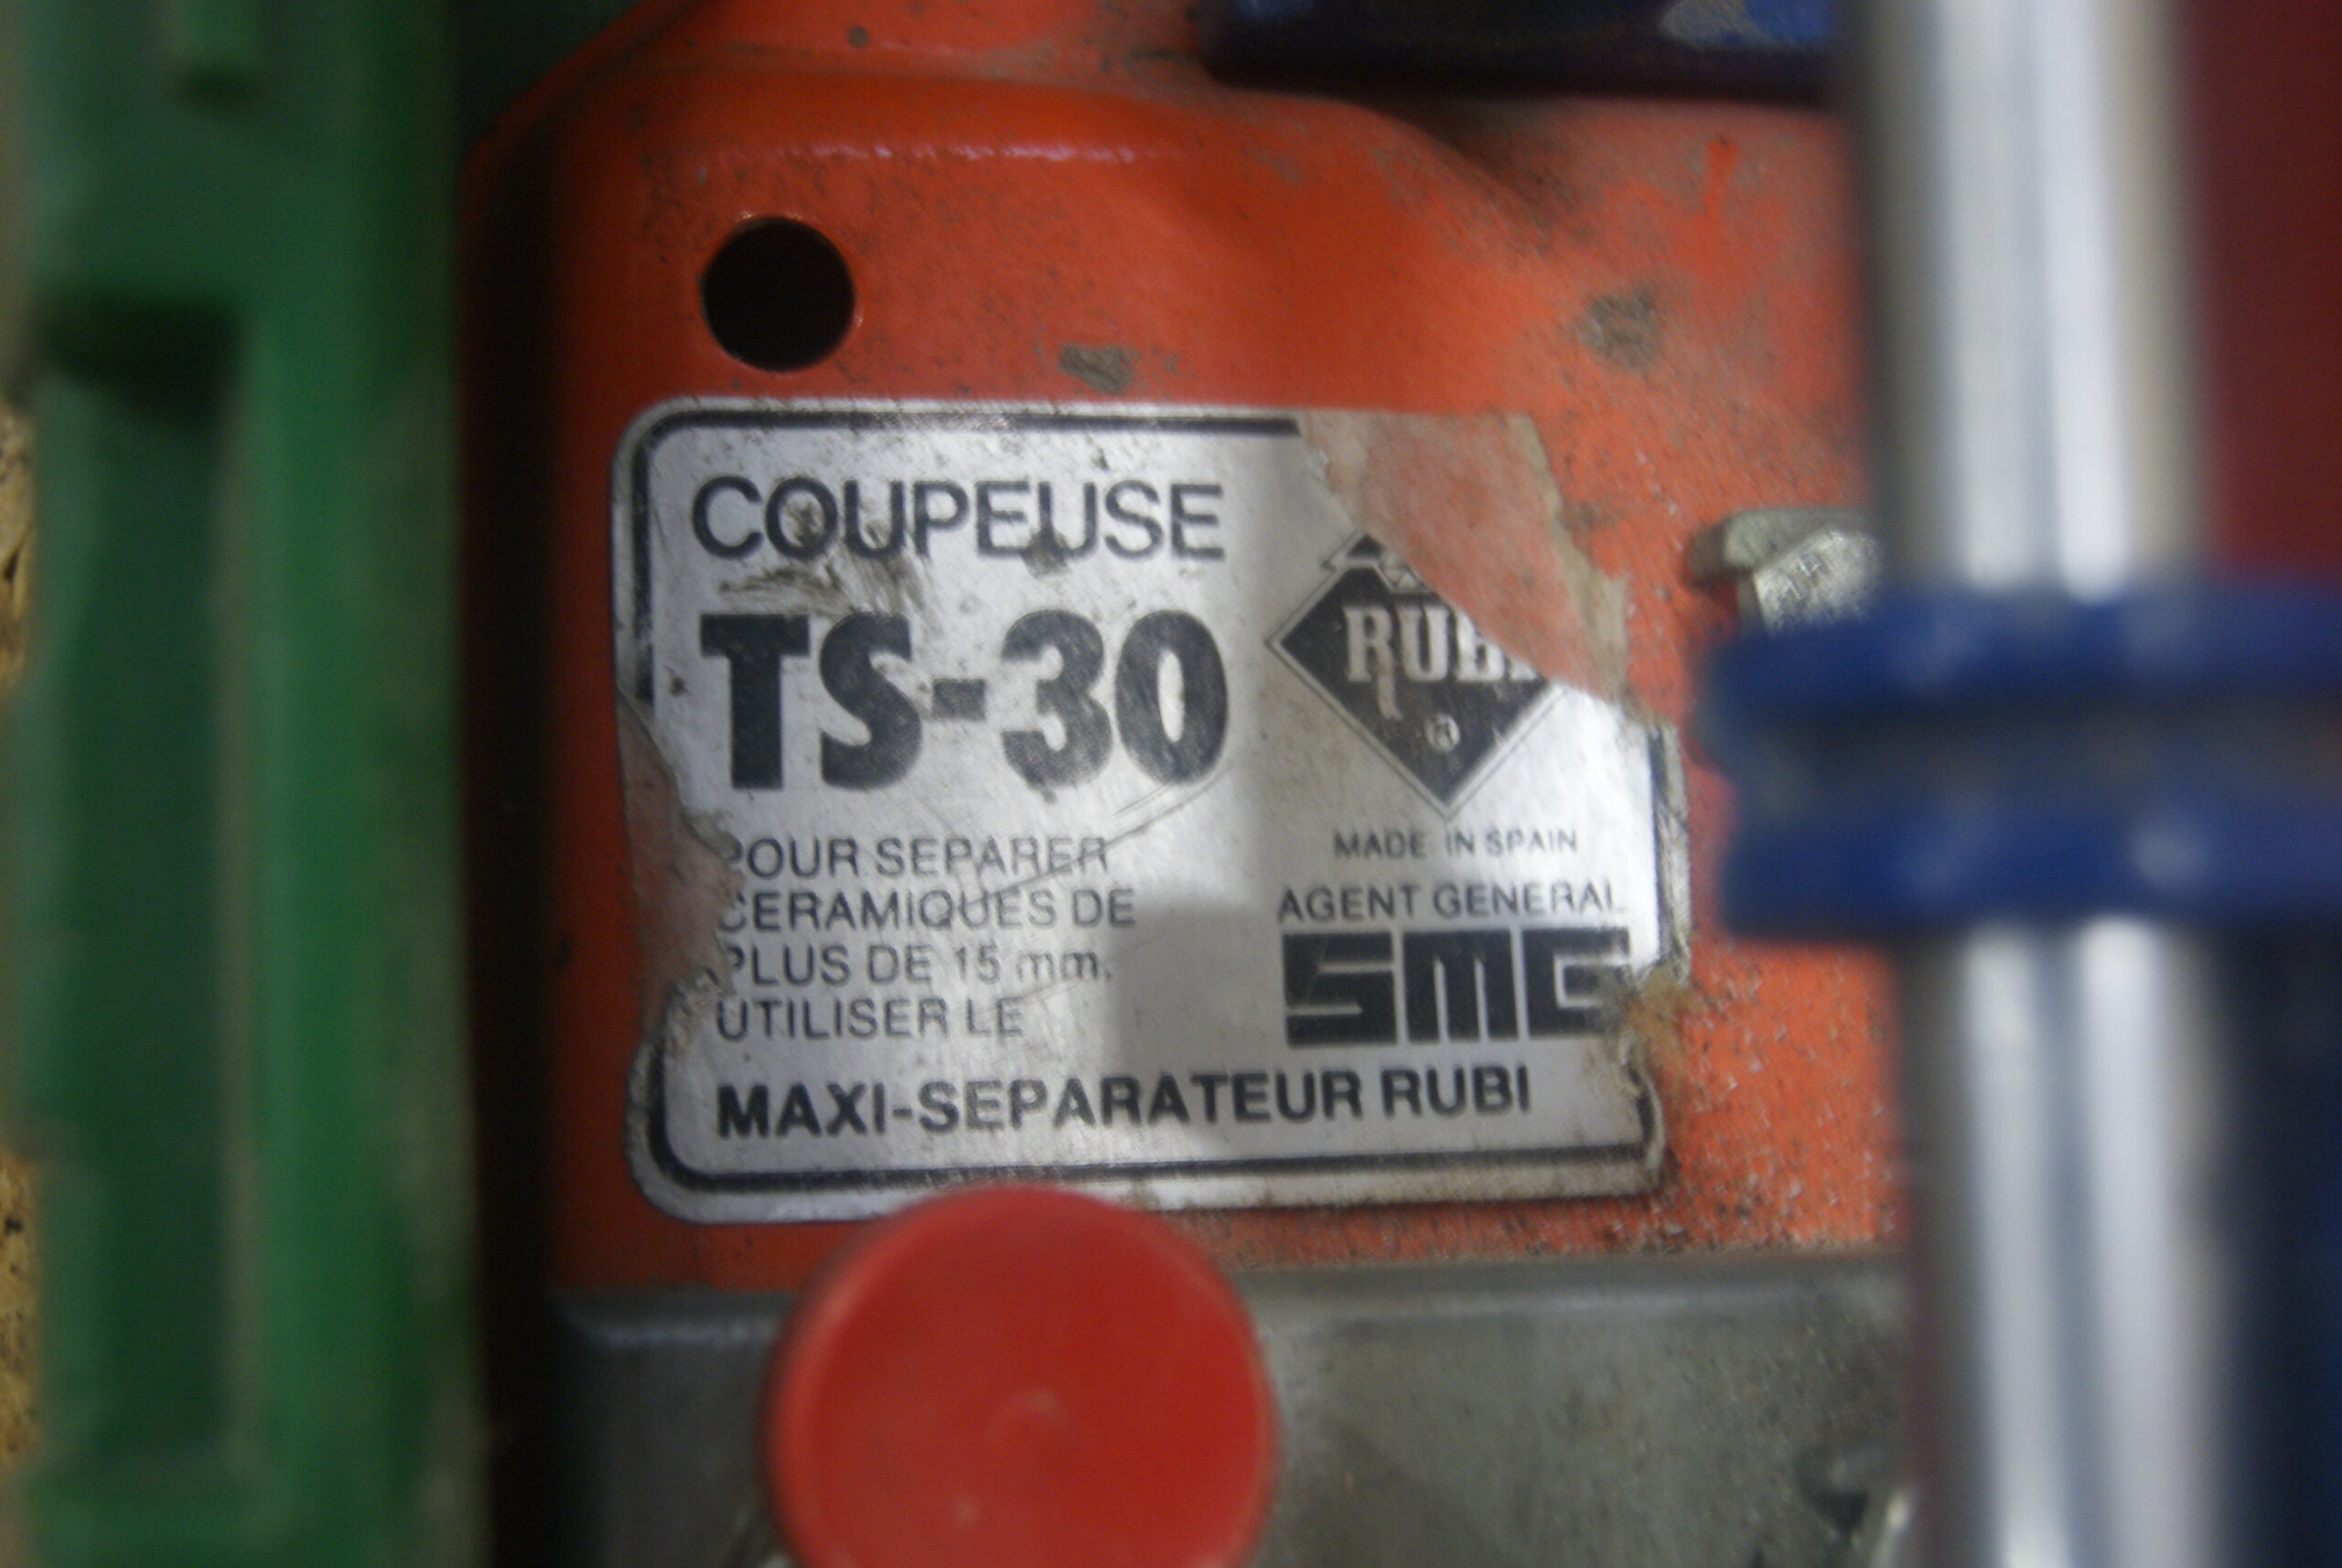 COUPEUSE
TS-30
POUR SEPARER
CERAMIQUES DE
PLUS DE 15 mm.
UTILISER LE
MAXI-SEPARATEUR RUBI
RUBI
®
MADE IN SPAIN
AGENT GENERAL